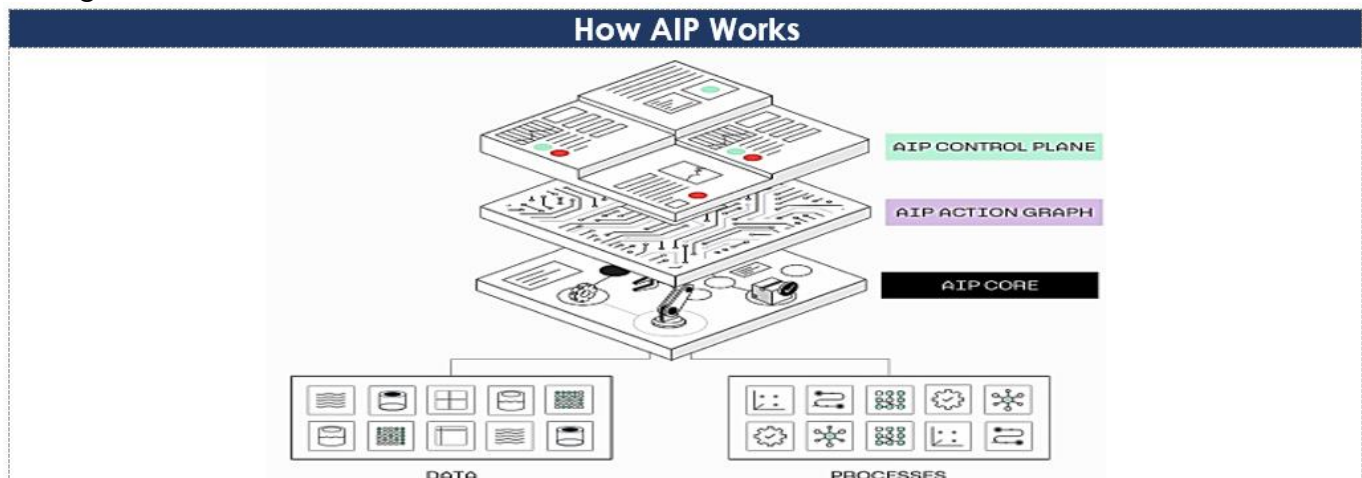 How AIP Works
AIP CONTROL PLANE
AIP ACTION GRAPH
AIP CORE
DATA
PROCESSES